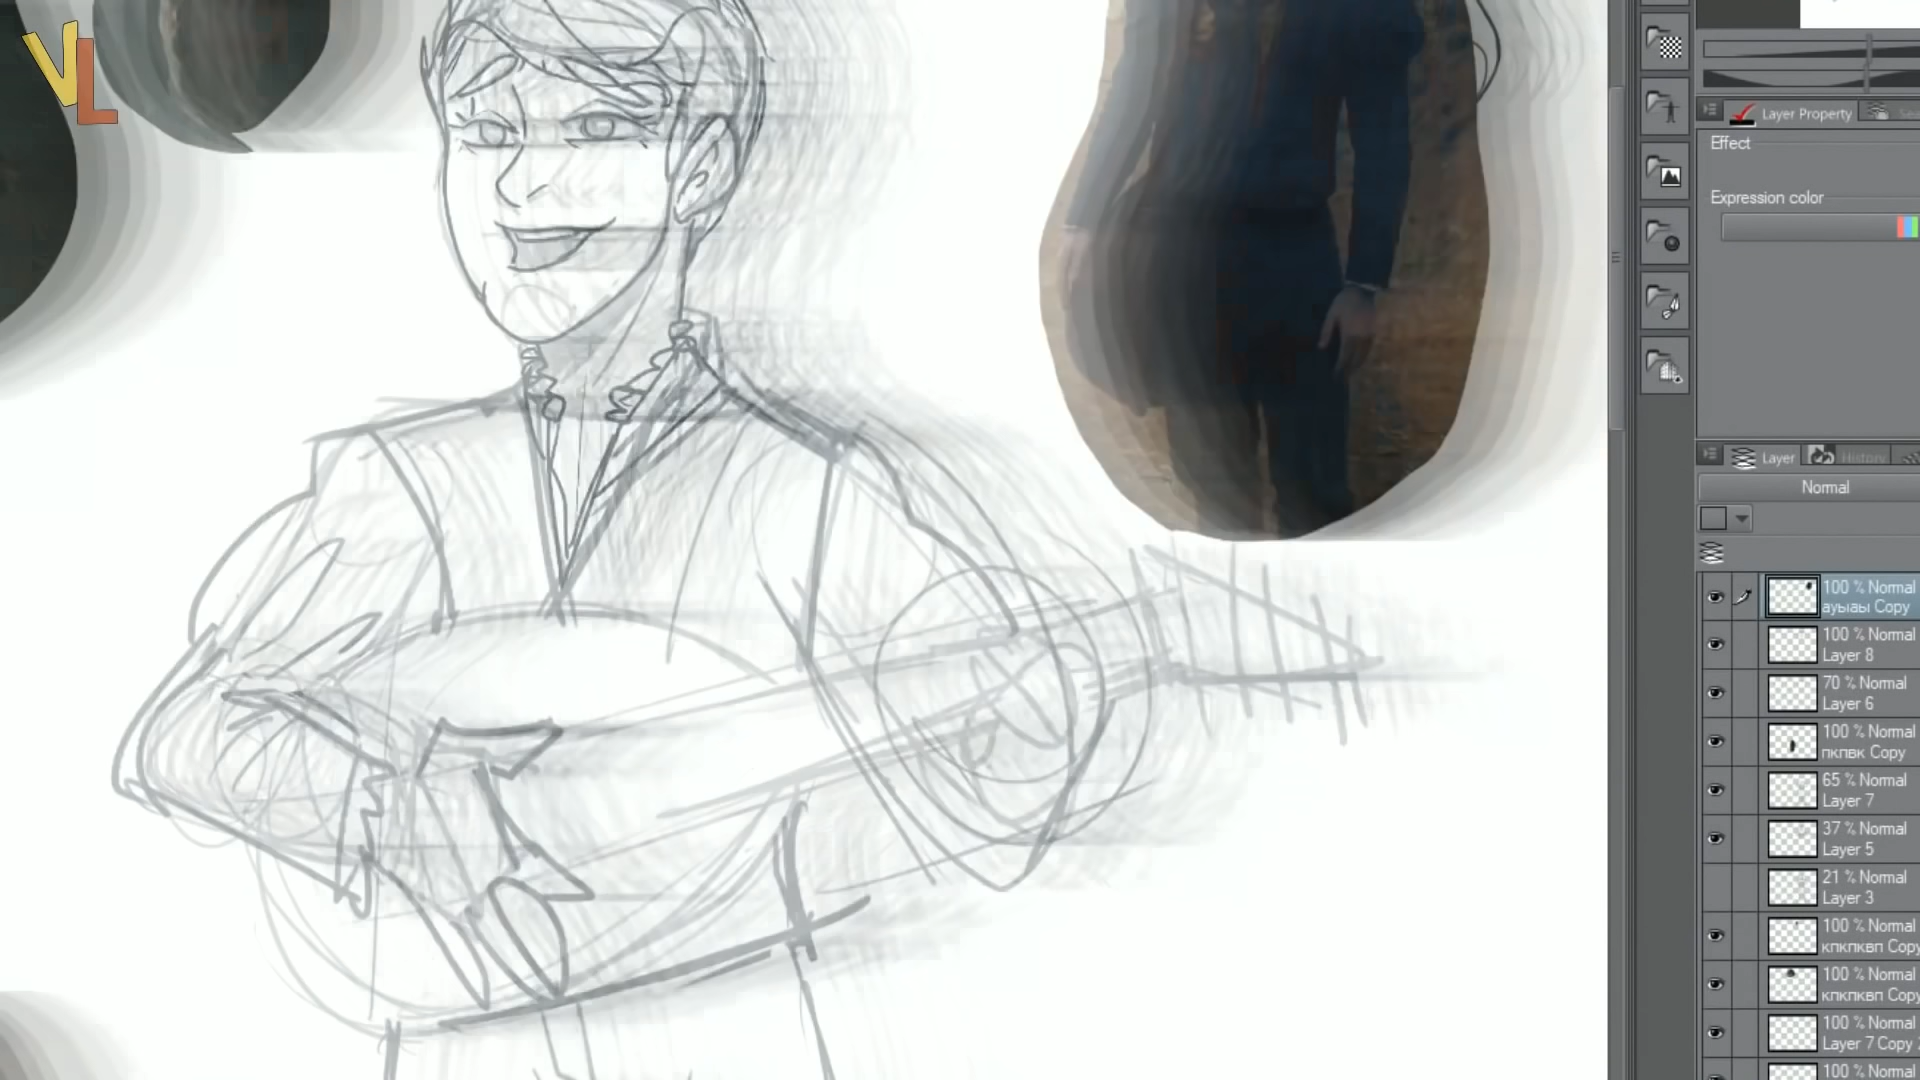 VL
Layer Property
Effect
Expression color
Layer
History
Normal
100 % Normal
ауыаы Copy
100 % Normal
Layer 8
70 % Normal
Layer 6
100 % Normal
пкпвк Copy
65 % Normal
Layer 7
37 % Normal
Layer 5
21 % Normal
Layer 3
100 % Normal
кпкпквп Copy
100 % Normal
кпкпквп Copy
100 % Normal
Layer 7 Copy
100 % Normal